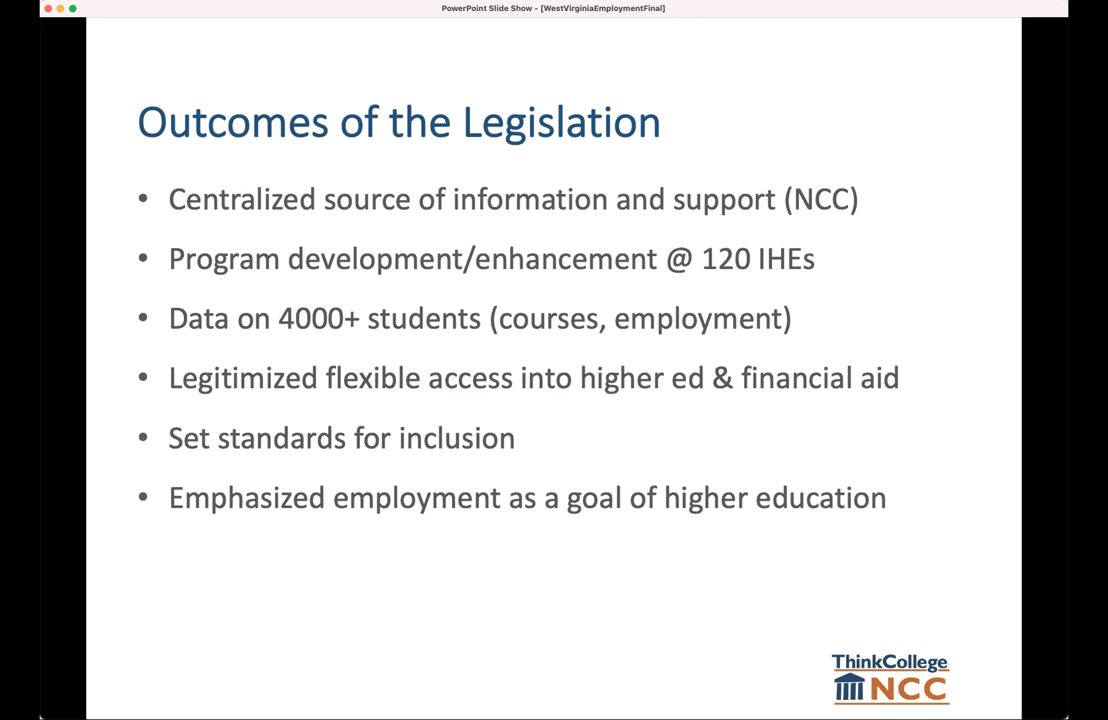 PowerPoint Slide Show - [WestVirginiaEmploymentFinal]
Outcomes of the Legislation
• Centralized source of information and support (NCC)
• Program development/enhancement @ 120 IHEs
• Data on 4000+ students (courses, employment)
• Legitimized flexible access into higher ed & financial aid
• Set standards for inclusion
• Emphasized employment as a goal of higher education
ThinkCollege
NCC